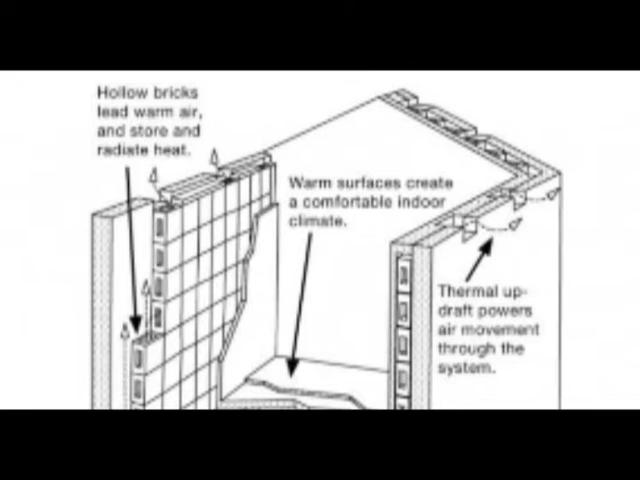 Hollow bricks
lead warm air,
and store and
radiate heat.
Warm surfaces create
a comfortable indoor
climate.
Thermal up-
draft powers
air movement
through the
system.